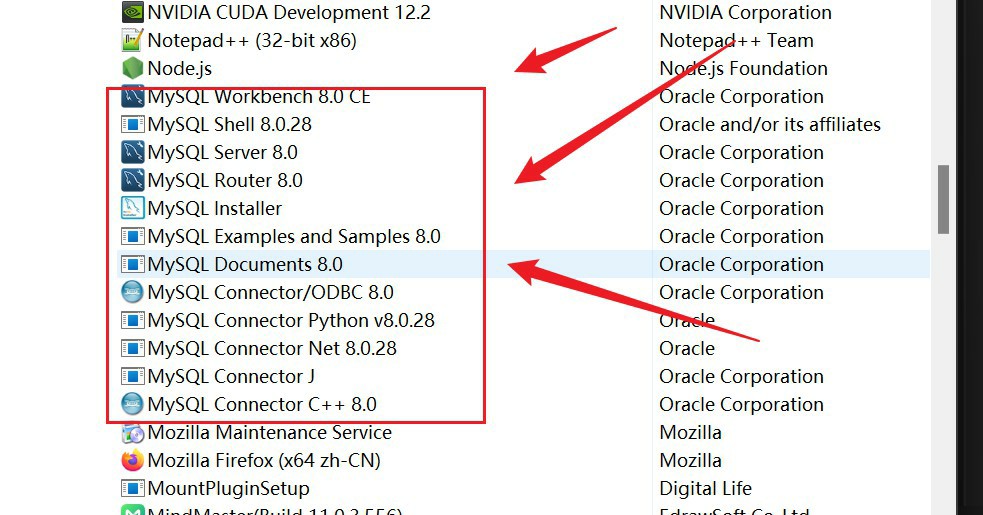 NVIDIA CUDA Development 12.2 NVIDIA Corporation
Notepad++ (32-bit x86) Notepad++ Team
Node.js Node.js Foundation
MySQL Workbench 8.0 CE Oracle Corporation
MySQL Shell 8.0.28 Oracle and/or its affiliates
MySQL Server 8.0 Oracle Corporation
MySQL Router 8.0 Oracle Corporation
MySQL Installer Oracle Corporation
MySQL Examples and Samples 8.0 Oracle Corporation
MySQL Documents 8.0 Oracle Corporation
MySQL Connector/ODBC 8.0 Oracle Corporation
MySQL Connector Python v8.0.28 Oracle
MySQL Connector Net 8.0.28 Oracle
MySQL Connector J Oracle Corporation
MySQL Connector C++ 8.0 Oracle Corporation
Mozilla Maintenance Service Mozilla
Mozilla Firefox (x64 zh-CN) Mozilla
MountPluginSetup Digital Life
MindMaster(Build 11.0.3.556) EdrawSoft Co.,Ltd.